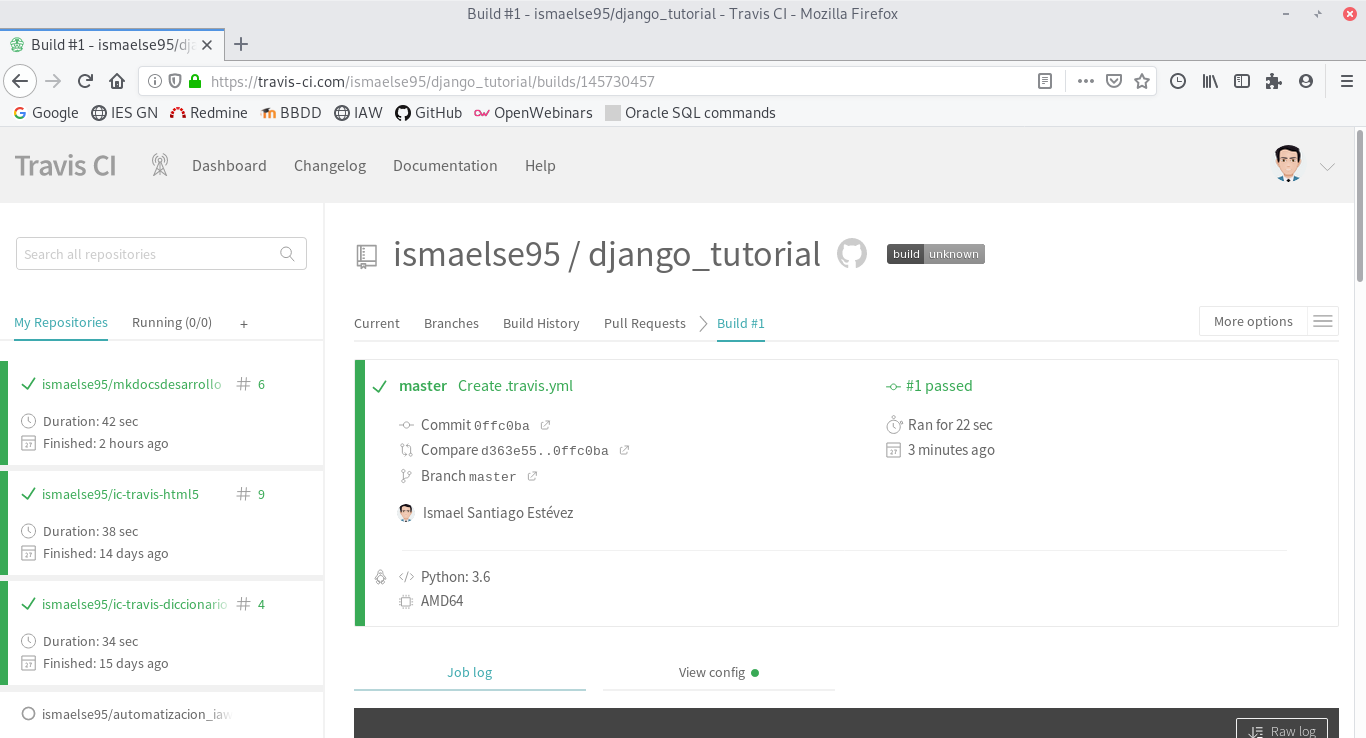 Build #1 - ismaelse95/django_tutorial - Travis CI - Mozilla Firefox
Build #1 - ismaelse95/dja
https://travis-ci.com/ismaelse95/django_tutorial/builds/145730457
Google IES GN Redmine BBDD IAW GitHub OpenWebinars Oracle SQL commands
Travis CI Dashboard Changelog Documentation Help
Search all repositories
My Repositories Running (0/0) +
ismaelse95/mkdocsdesarrollo # 6
Duration: 42 sec
Finished: 2 hours ago
ismaelse95/ic-travis-html5 # 9
Duration: 38 sec
Finished: 14 days ago
ismaelse95/ic-travis-diccionario # 4
Duration: 34 sec
Finished: 15 days ago
ismaelse95/automatizacion_iaw
ismaelse95 / django_tutorial build unknown
Current Branches Build History Pull Requests Build #1 More options
master Create .travis.yml
#1 passed
Commit 0ffc0ba
Ran for 22 sec
Compare d363e55..0ffc0ba
3 minutes ago
Branch master
Ismael Santiago Estévez
</> Python: 3.6
AMD64
Job log View config
Raw log